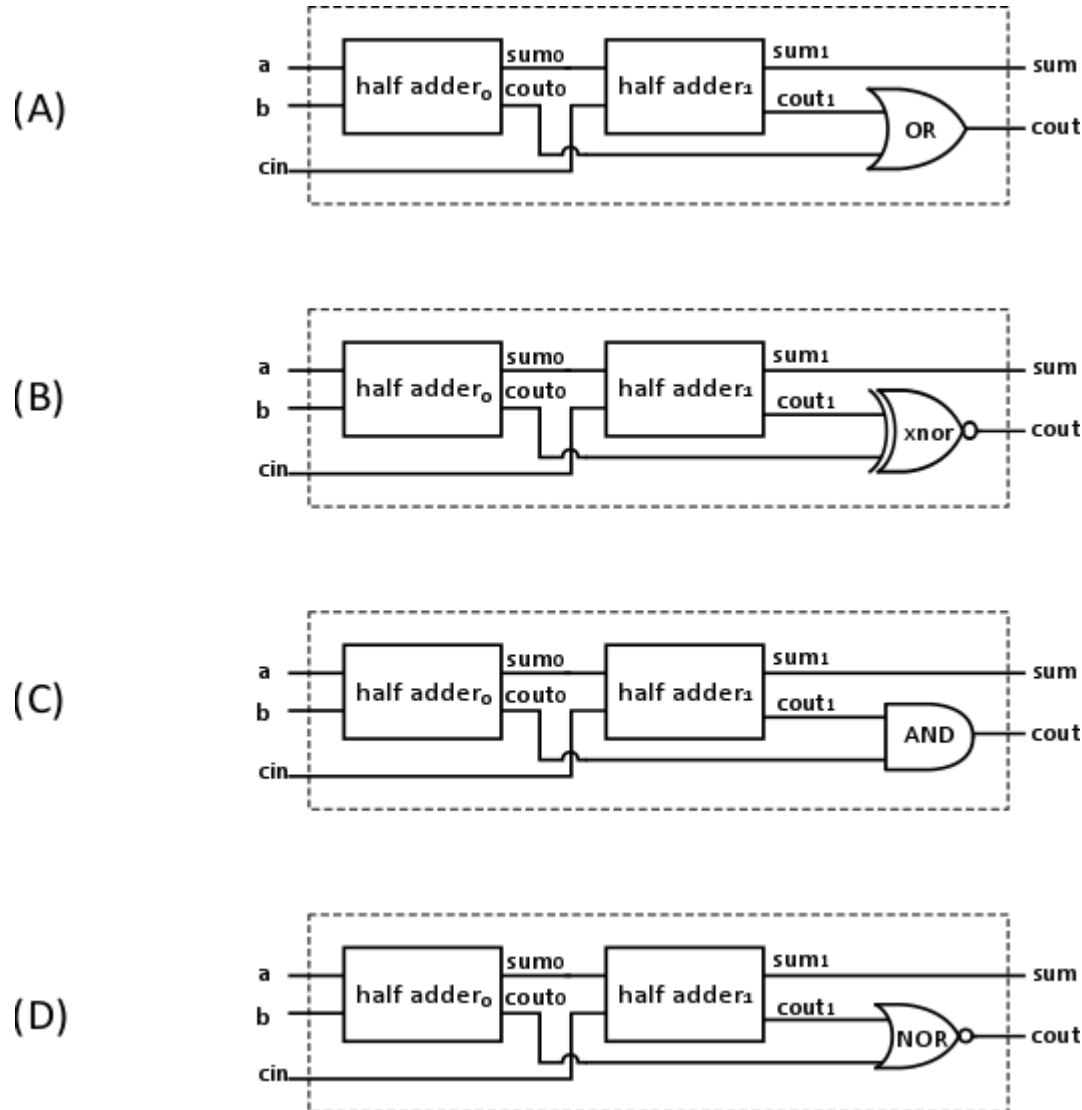 (A)
a
b
cin
half adder₀
sum0
cout0
half adder₁
sum1
cout1
OR
sum
cout
(B)
a
b
cin
half adder₀
sum0
cout0
half adder₁
sum1
cout1
xnor
sum
cout
(C)
a
b
cin
half adder₀
sum0
cout0
half adder₁
sum1
cout1
AND
sum
cout
(D)
a
b
cin
half adder₀
sum0
cout0
half adder₁
sum1
cout1
NOR
sum
cout